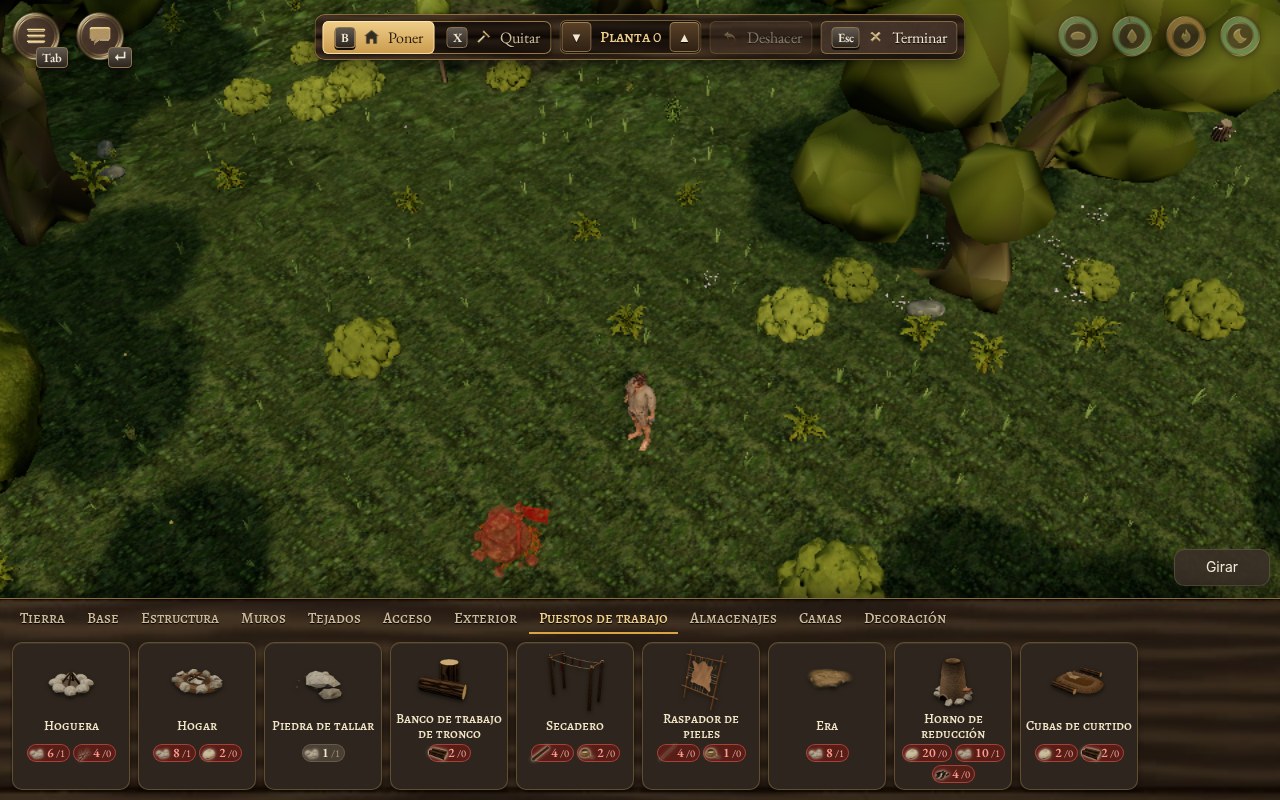 B Poner X Quitar ▼ Planta 0 ▲ Deshacer Esc ✕ Terminar
Tab ↵
Girar
Tierra Base Estructura Muros Tejados Acceso Exterior Puestos de trabajo Almacenajes Camas Decoración
Hoguera
6/1 4/0
Hogar
8/1 2/0
Piedra de tallar
1/1
Banco de trabajo
de tronco
2/0
Secadero
4/0 2/0
Raspador de
pieles
4/0 1/0
Era
8/1
Horno de
reducción
20/0 10/1
4/0
Cubas de curtido
2/0 2/0